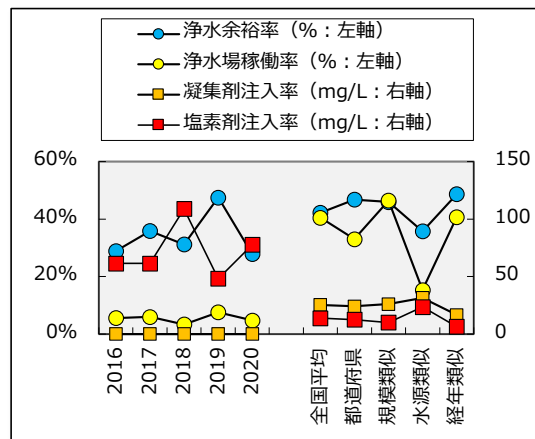 浄水余裕率（%：左軸）
浄水場稼働率（%：左軸）
凝集剤注入率（mg/L：右軸）
塩素剤注入率（mg/L：右軸）
60%
40%
20%
0%
150
100
50
0
2016
2017
2018
2019
2020
全国平均
都道府県
規模類似
水源類似
経年類似